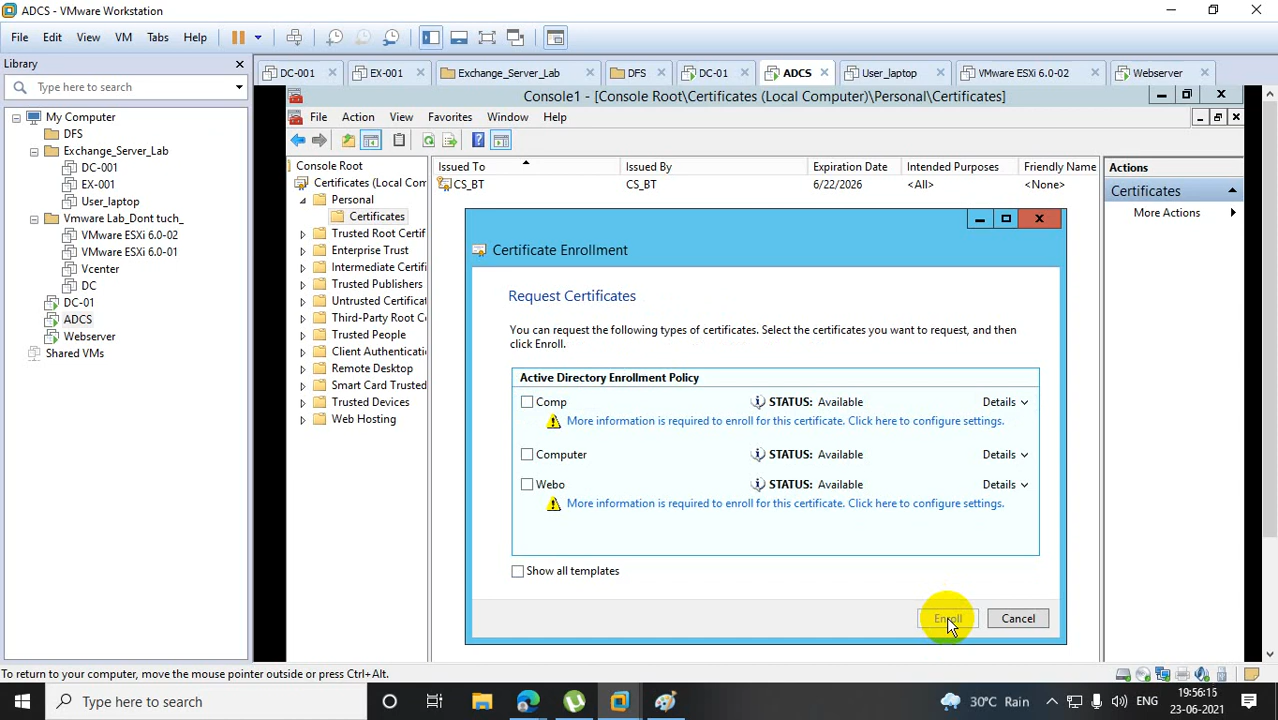 ADCS - VMware Workstation
File Edit View VM Tabs Help
Library
Type here to search
My Computer
DFS
Exchange_Server_Lab
DC-001
EX-001
User_laptop
Vmware Lab_Dont tuch_
VMware ESXi 6.0-02
VMware ESXi 6.0-01
Vcenter
DC
DC-01
ADCS
Webserver
Shared VMs
DC-001 EX-001 Exchange_Server_Lab DFS DC-01 ADCS User_laptop VMware ESXi 6.0-02 Webserver
Console1 - [Console Root\Certificates (Local Computer)\Personal\Certificates]
File Action View Favorites Window Help
Console Root
Certificates (Local Com
Personal
Certificates
Trusted Root Certif
Enterprise Trust
Intermediate Certifi
Trusted Publishers
Untrusted Certificat
Third-Party Root C
Trusted People
Client Authenticati
Remote Desktop
Smart Card Trusted
Trusted Devices
Web Hosting
Issued To Issued By Expiration Date Intended Purposes Friendly Name
CS_BT CS_BT 6/22/2026 <All> <None>
Actions
Certificates
More Actions
Certificate Enrollment
Request Certificates
You can request the following types of certificates. Select the certificates you want to request, and then
click Enroll.
Active Directory Enrollment Policy
Comp STATUS: Available Details
More information is required to enroll for this certificate. Click here to configure settings.
Computer STATUS: Available Details
Webo STATUS: Available Details
More information is required to enroll for this certificate. Click here to configure settings.
Show all templates
Enroll Cancel
To return to your computer, move the mouse pointer outside or press Ctrl+Alt.
Type here to search
30°C Rain
ENG
19:56:15
23-06-2021